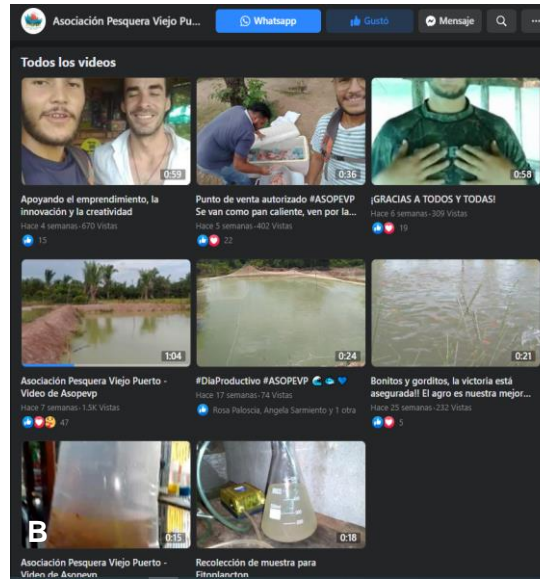 Asociación Pesquera Viejo Pu...
Whatsapp
Gustó
Mensaje
Todos los videos
0:59
0:36
0:58
Apoyando el emprendimiento, la
innovación y la creatividad
Hace 4 semanas·670 Vistas
15
Punto de venta autorizado #ASOPEVP
Se van como pan caliente, ven por la...
Hace 5 semanas·402 Vistas
22
¡GRACIAS A TODOS Y TODAS!
Hace 6 semanas·309 Vistas
19
1:04
0:24
0:21
Asociación Pesquera Viejo Puerto -
Video de Asopevp
Hace 7 semanas·1.5K Vistas
47
#DiaProductivo #ASOPEVP
Hace 17 semanas·74 Vistas
Rosa Paloscia, Angela Sarmiento y 1 otra
Bonitos y gorditos, la victoria está
asegurada!! El agro es nuestra mejor...
Hace 25 semanas·232 Vistas
5
B
0:15
0:18
Asociación Pesquera Viejo Puerto -
Video de Asopevp
Recolección de muestra para
Fitoplancton